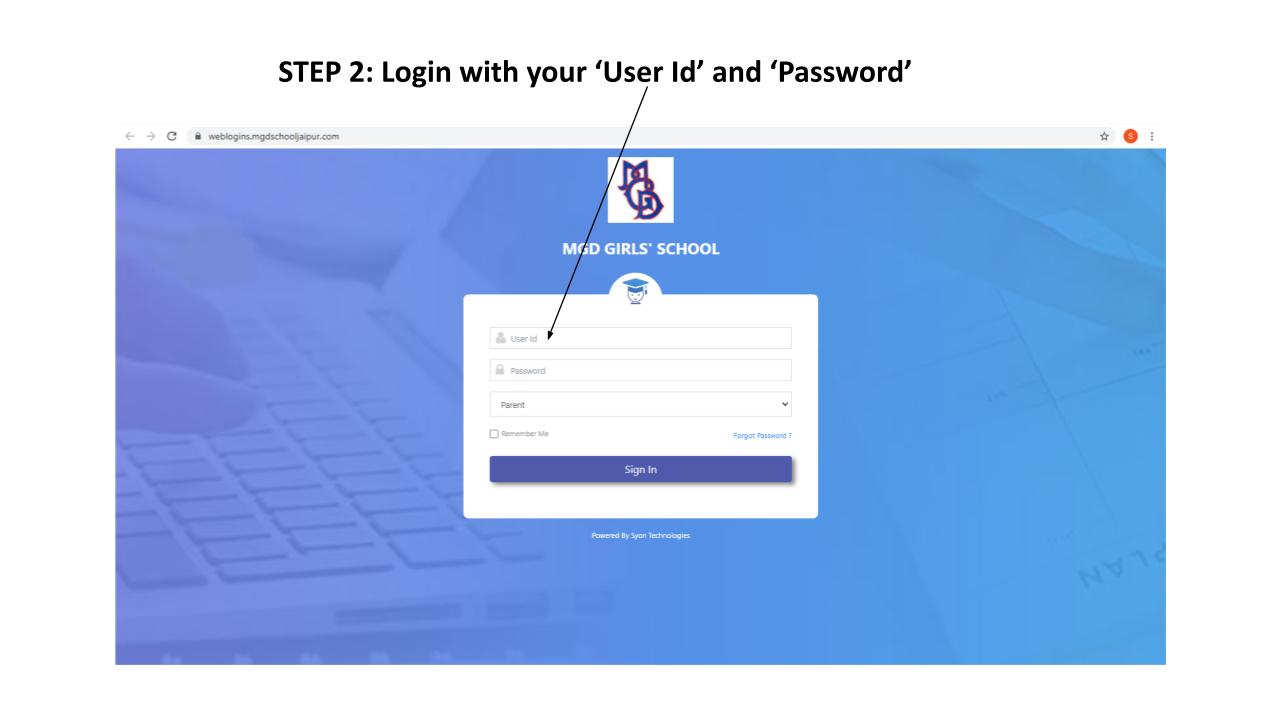 STEP 2: Login with your ‘User Id’ and ‘Password’
weblogins.mgdschooljaipur.com
S
MGD
MGD GIRLS' SCHOOL
User Id
Password
Parent
Remember Me
Forgot Password ?
Sign In
Powered By Syon Technologies
PLAN